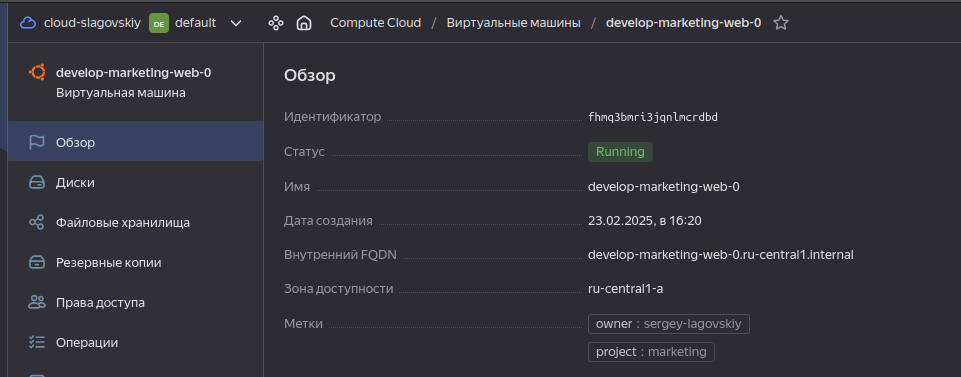 cloud-slagovskiy DE default Compute Cloud / Виртуальные машины / develop-marketing-web-0
develop-marketing-web-0
Виртуальная машина
Обзор
Диски
Файловые хранилища
Резервные копии
Права доступа
Операции
Обзор
Идентификатор fhmq3bmri3jqnlmcrdbd
Статус Running
Имя develop-marketing-web-0
Дата создания 23.02.2025, в 16:20
Внутренний FQDN develop-marketing-web-0.ru-central1.internal
Зона доступности ru-central1-a
Метки owner : sergey-lagovskiy
project : marketing